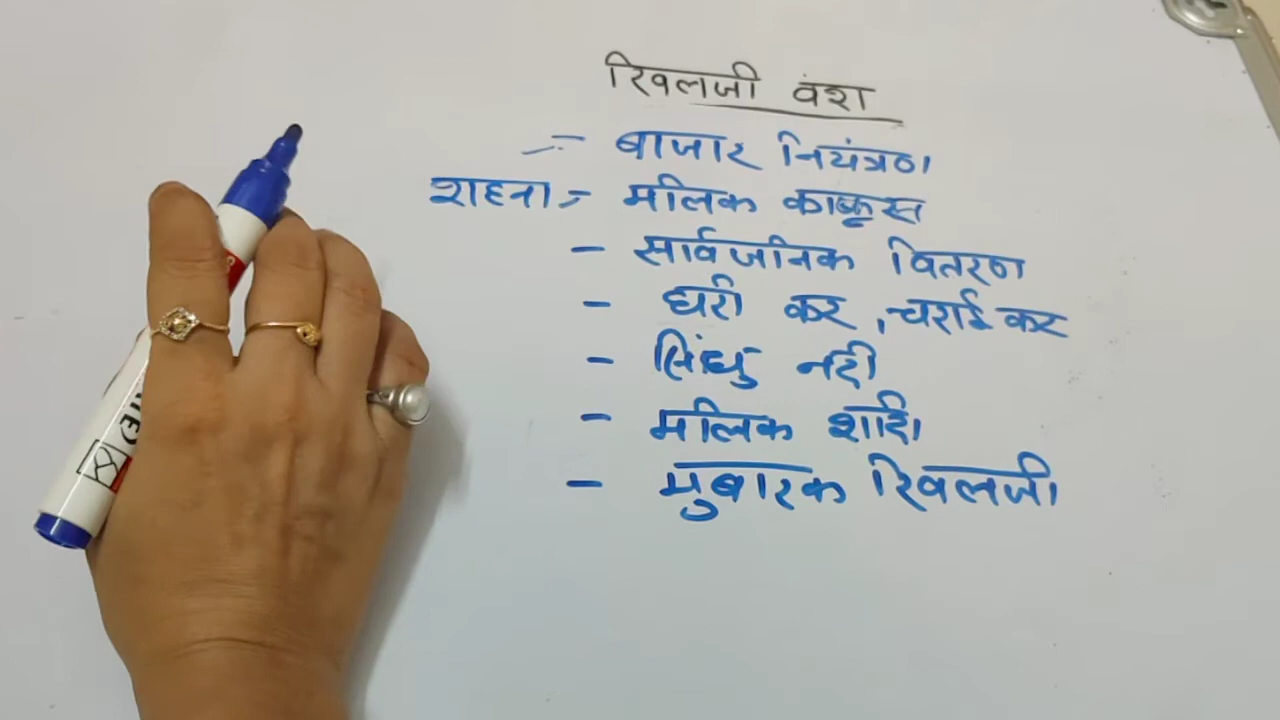 खिलजी वंश
- बाजार नियंत्रण
शहना - मलिक काफूस
- सार्वजनिक वितरण
- घरी कर, चराई कर
- सिंधु नदी
- मलिक शादी
- मुबारक खिलजी